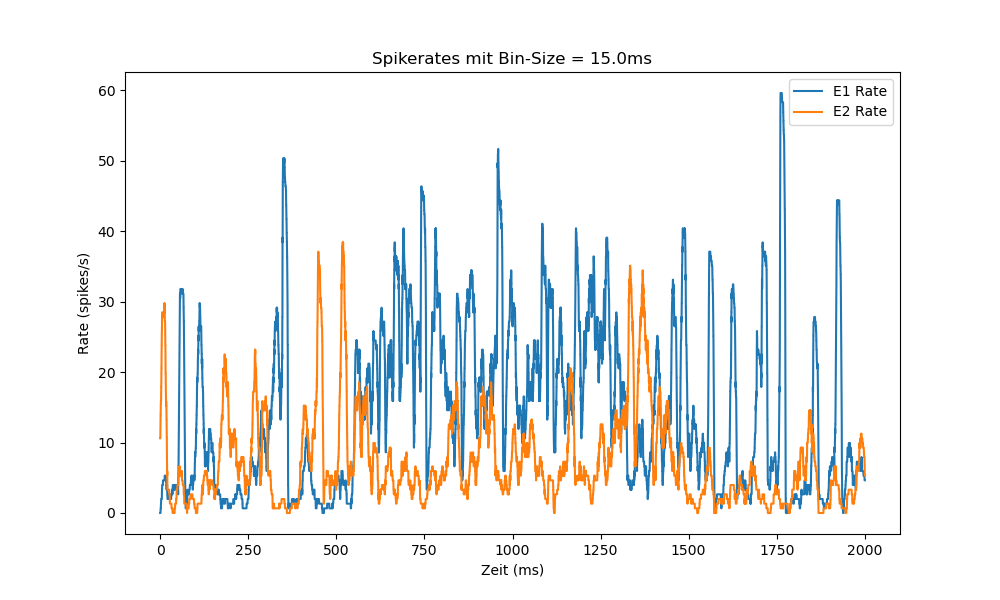 Spikerates mit Bin-Size = 15.0ms
E1 Rate
E2 Rate
Rate (spikes/s)
60
50
40
30
20
10
0
0 250 500 750 1000 1250 1500 1750 2000
Zeit (ms)